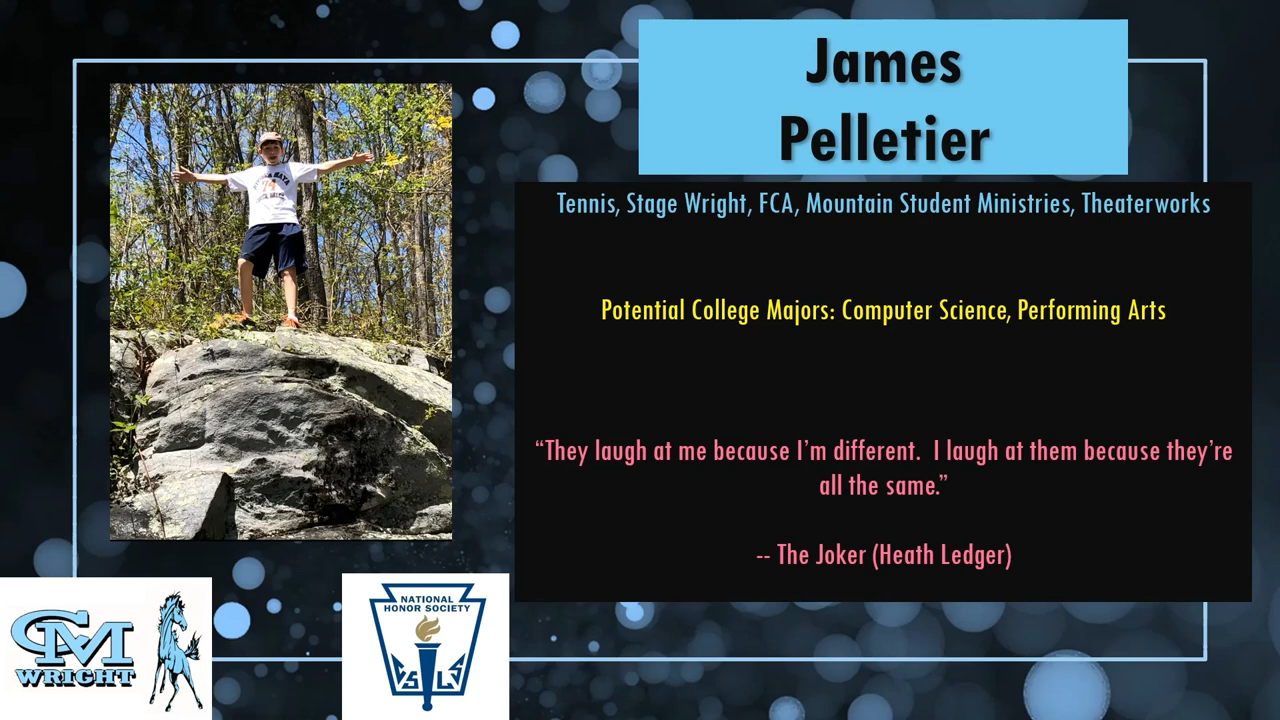 James
Pelletier
Tennis, Stage Wright, FCA, Mountain Student Ministries, Theaterworks
Potential College Majors: Computer Science, Performing Arts
“They laugh at me because I’m different.  I laugh at them because they’re
all the same.”
-- The Joker (Heath Ledger)
CM
WRIGHT
NATIONAL
HONOR SOCIETY
C S L S